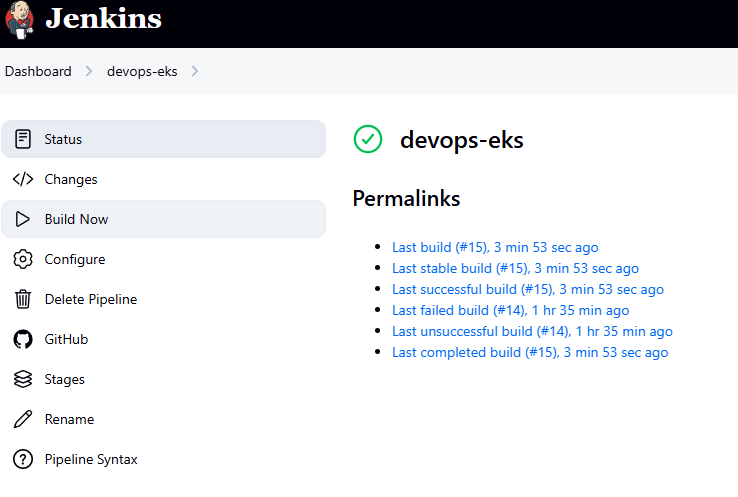 Jenkins
Dashboard
devops-eks
Status
Changes
Build Now
Configure
Delete Pipeline
GitHub
Stages
Rename
Pipeline Syntax
devops-eks
Permalinks
Last build (#15), 3 min 53 sec ago
Last stable build (#15), 3 min 53 sec ago
Last successful build (#15), 3 min 53 sec ago
Last failed build (#14), 1 hr 35 min ago
Last unsuccessful build (#14), 1 hr 35 min ago
Last completed build (#15), 3 min 53 sec ago